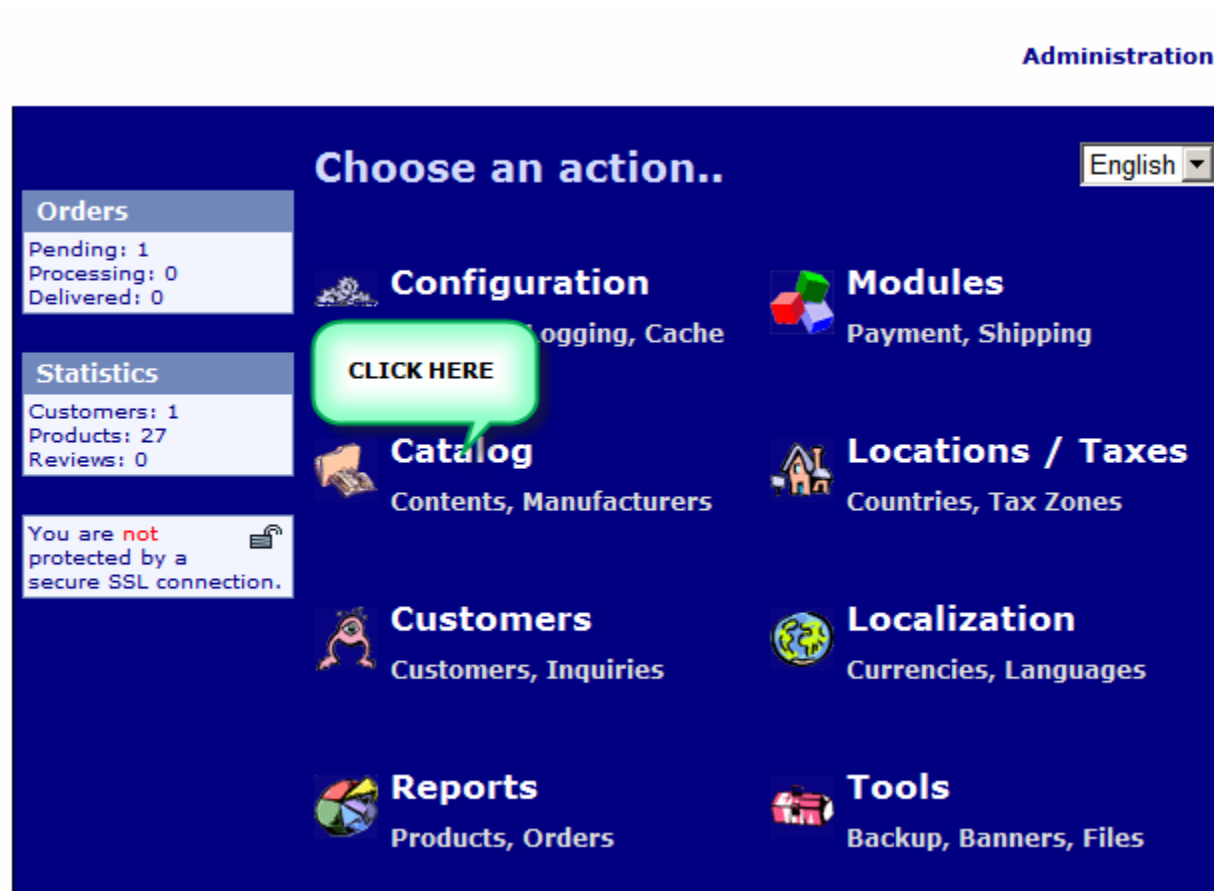 Administration
Choose an action..
English
Orders
Pending: 1
Processing: 0
Delivered: 0
Statistics
Customers: 1
Products: 27
Reviews: 0
You are not
protected by a
secure SSL connection.
Configuration
Cache
CLICK HERE
Modules
Payment, Shipping
Catalog
Contents, Manufacturers
Locations / Taxes
Countries, Tax Zones
Customers
Customers, Inquiries
Localization
Currencies, Languages
Reports
Products, Orders
Tools
Backup, Banners, Files